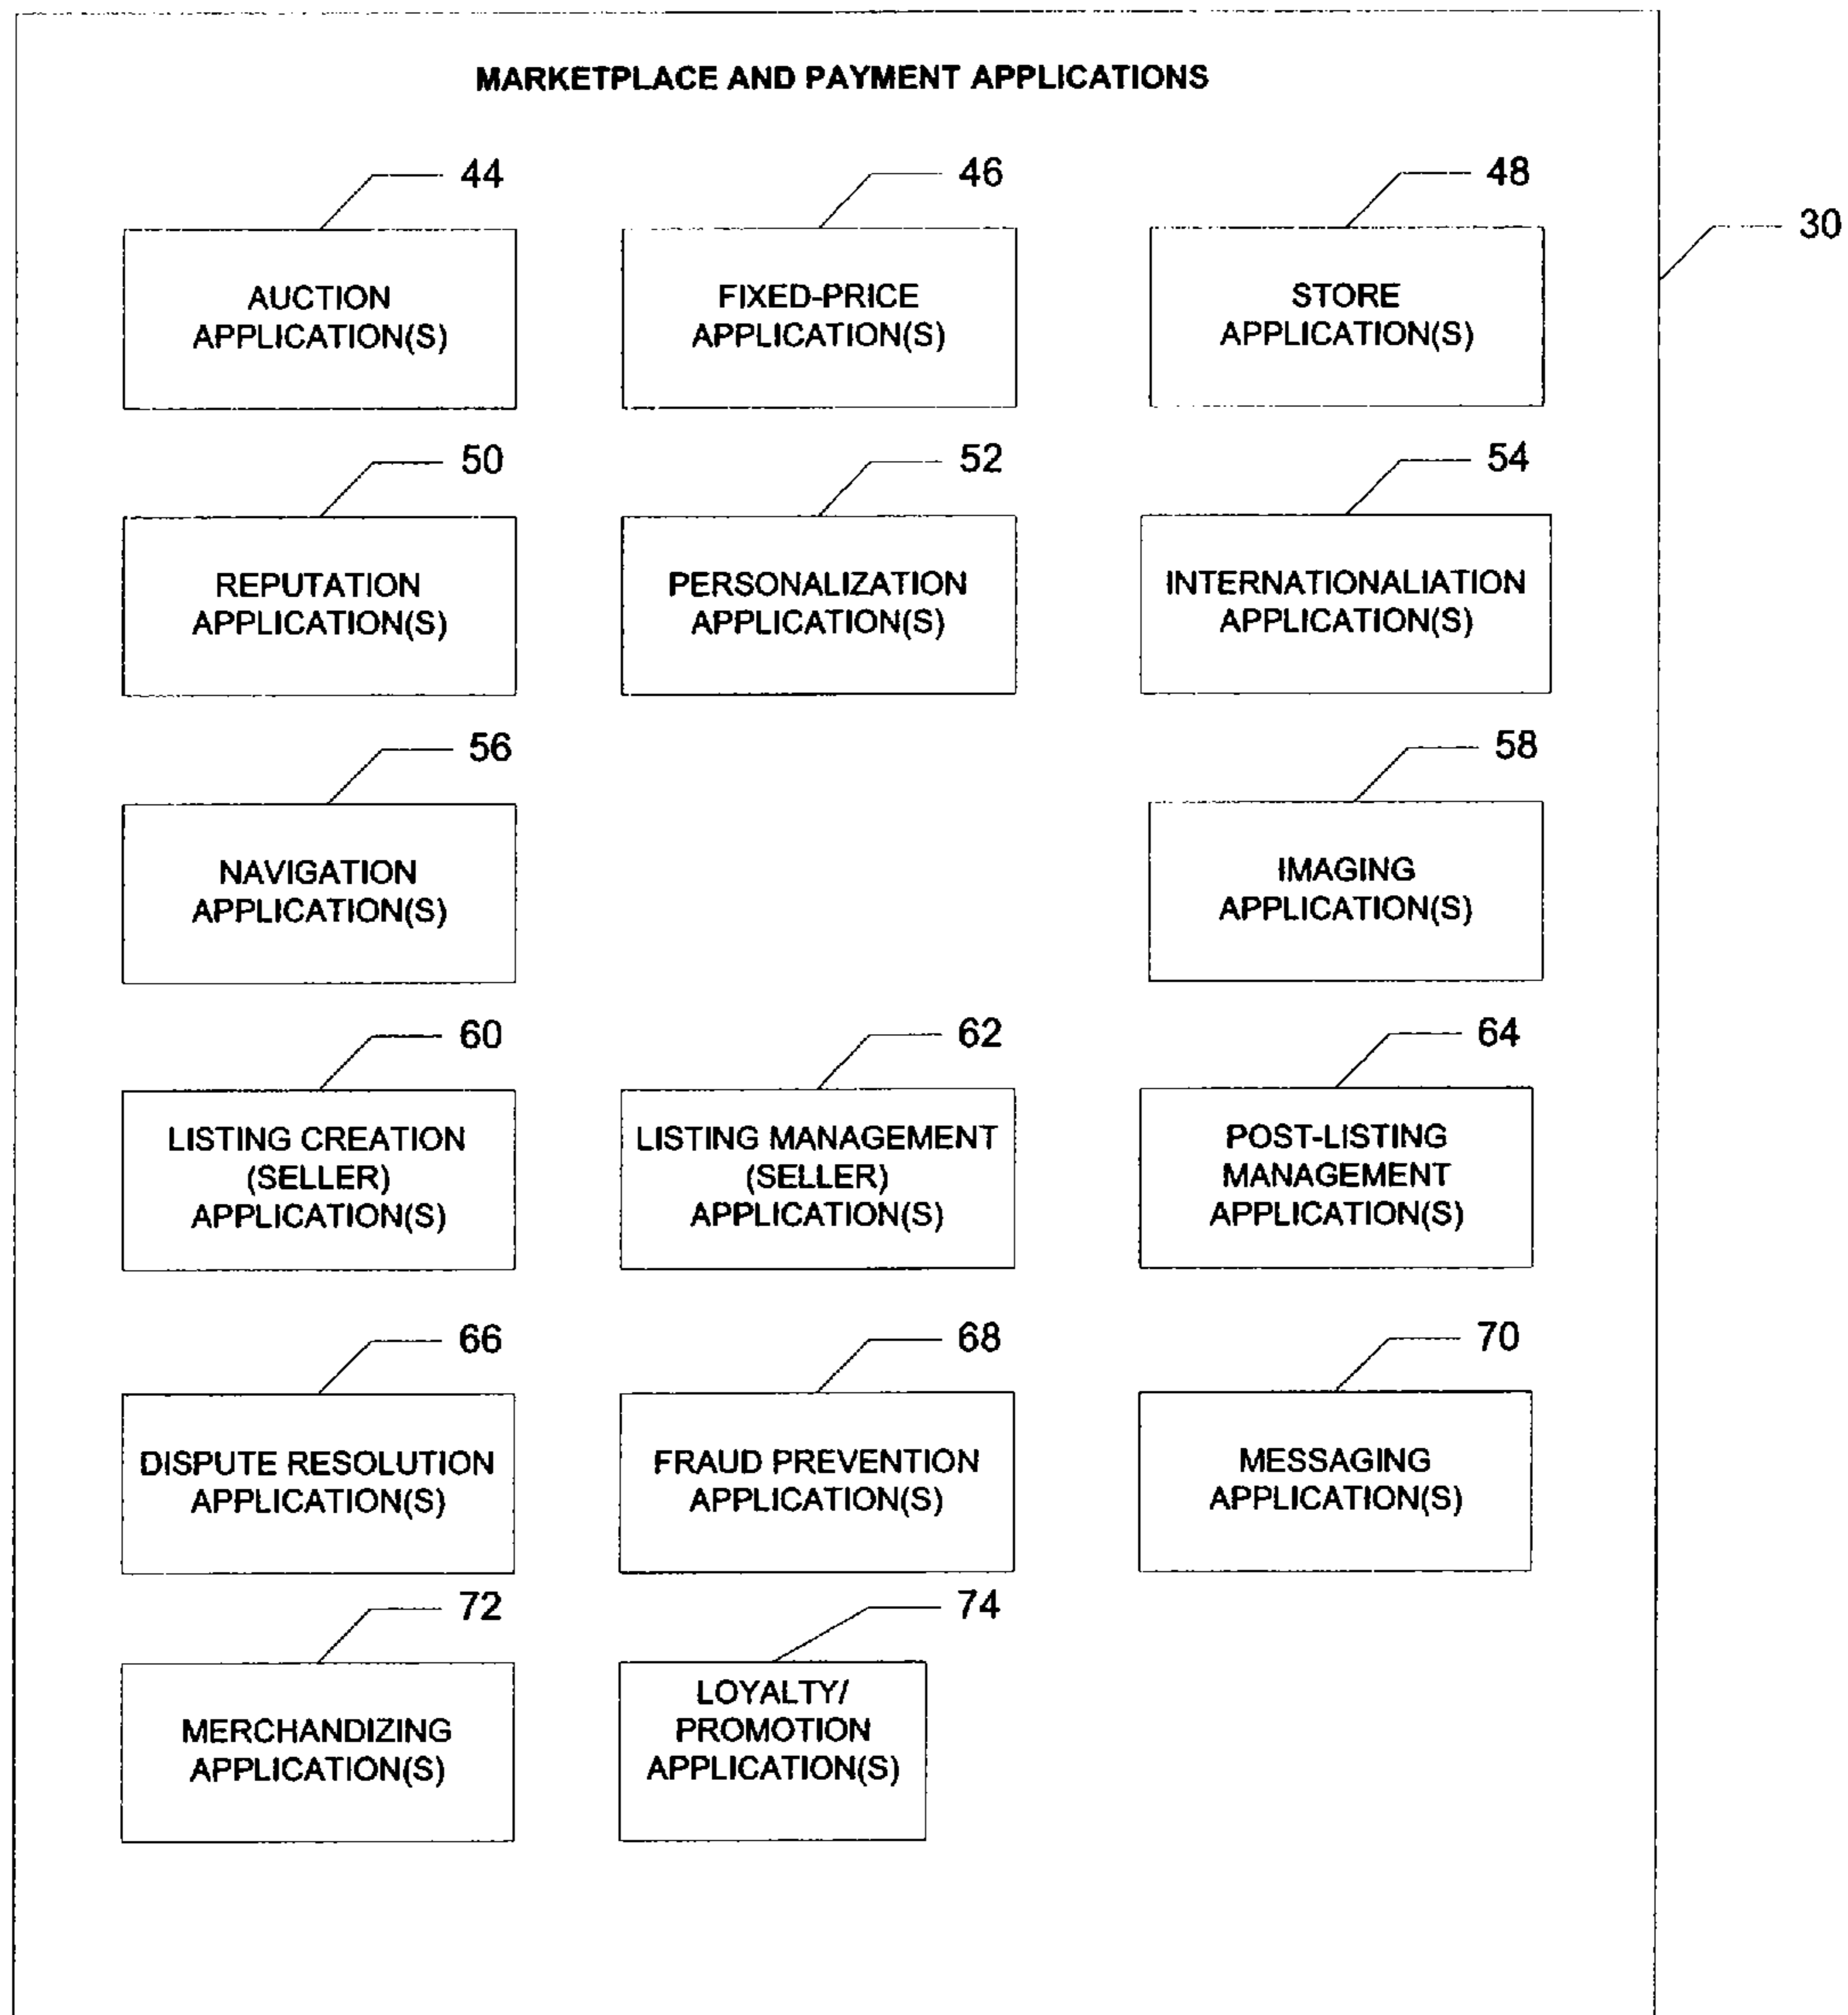 MARKETPLACE AND PAYMENT APPLICATIONS
44
46
48
30
AUCTION
APPLICATION(S)
FIXED-PRICE
APPLICATION(S)
STORE
APPLICATION(S)
50
52
54
REPUTATION
APPLICATION(S)
PERSONALIZATION
APPLICATION(S)
INTERNATIONALIATION
APPLICATION(S)
56
58
NAVIGATION
APPLICATION(S)
IMAGING
APPLICATION(S)
60
62
64
LISTING CREATION
(SELLER)
APPLICATION(S)
LISTING MANAGEMENT
(SELLER)
APPLICATION(S)
POST-LISTING
MANAGEMENT
APPLICATION(S)
66
68
70
DISPUTE RESOLUTION
APPLICATION(S)
FRAUD PREVENTION
APPLICATION(S)
MESSAGING
APPLICATION(S)
72
74
MERCHANDIZING
APPLICATION(S)
LOYALTY/
PROMOTION
APPLICATION(S)